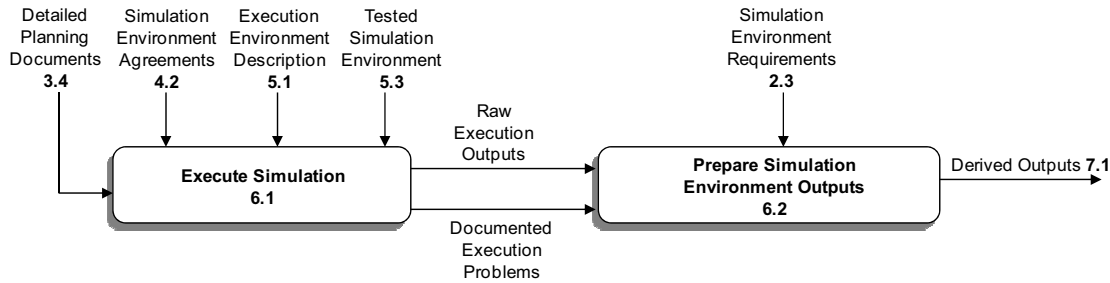 Detailed
Planning
Documents
3.4
Simulation
Environment
Agreements
4.2
Execution
Environment
Description
5.1
Tested
Simulation
Environment
5.3
Simulation
Environment
Requirements
2.3
Raw
Execution
Outputs
Execute Simulation
6.1
Prepare Simulation
Environment Outputs
6.2
Derived Outputs 7.1
Documented
Execution
Problems